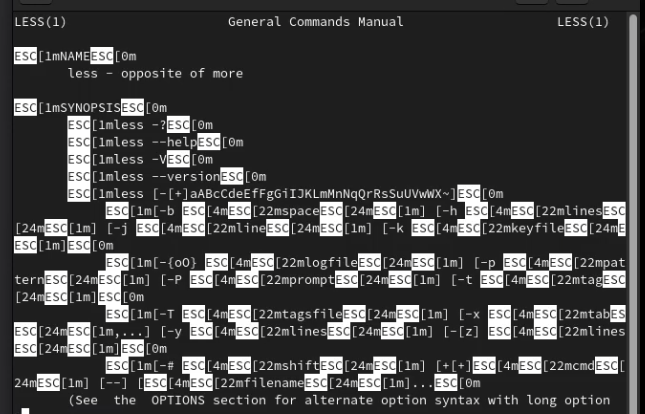 LESS(1) General Commands Manual LESS(1)
ESC[1mNAMEESC[0m
less - opposite of more
ESC[1mSYNOPSISESC[0m
ESC[1mless -?ESC[0m
ESC[1mless --helpESC[0m
ESC[1mless -VESC[0m
ESC[1mless --versionESC[0m
ESC[1mless [-[+]aABcCdeEfFgGiIJKLmMnNqQrRsSuUVwWX~]ESC[0m
ESC[1m[-b ESC[4mESC[22mspaceESC[24mESC[1m] [-h ESC[4mESC[22mlinesESC
[24mESC[1m] [-j ESC[4mESC[22mlineESC[24mESC[1m] [-k ESC[4mESC[22mkeyfileESC[24mE
ESC[1m]ESC[0m
ESC[1m[-{oO} ESC[4mESC[22mlogfileESC[24mESC[1m] [-p ESC[4mESC[22mpat
ternESC[24mESC[1m] [-P ESC[4mESC[22mpromptESC[24mESC[1m] [-t ESC[4mESC[22mtagESC
[24mESC[1m]ESC[0m
ESC[1m[-T ESC[4mESC[22mtagsfileESC[24mESC[1m] [-x ESC[4mESC[22mtabES
ESC[24mESC[1m,...] [-y ESC[4mESC[22mlinesESC[24mESC[1m] [-[z] ESC[4mESC[22mlines
ESC[24mESC[1m]ESC[0m
ESC[1m[-# ESC[4mESC[22mshiftESC[24mESC[1m] [+[+]ESC[4mESC[22mcmdESC[
24mESC[1m] [--] [ESC[4mESC[22mfilenameESC[24mESC[1m]...ESC[0m
(See the OPTIONS section for alternate option syntax with long option